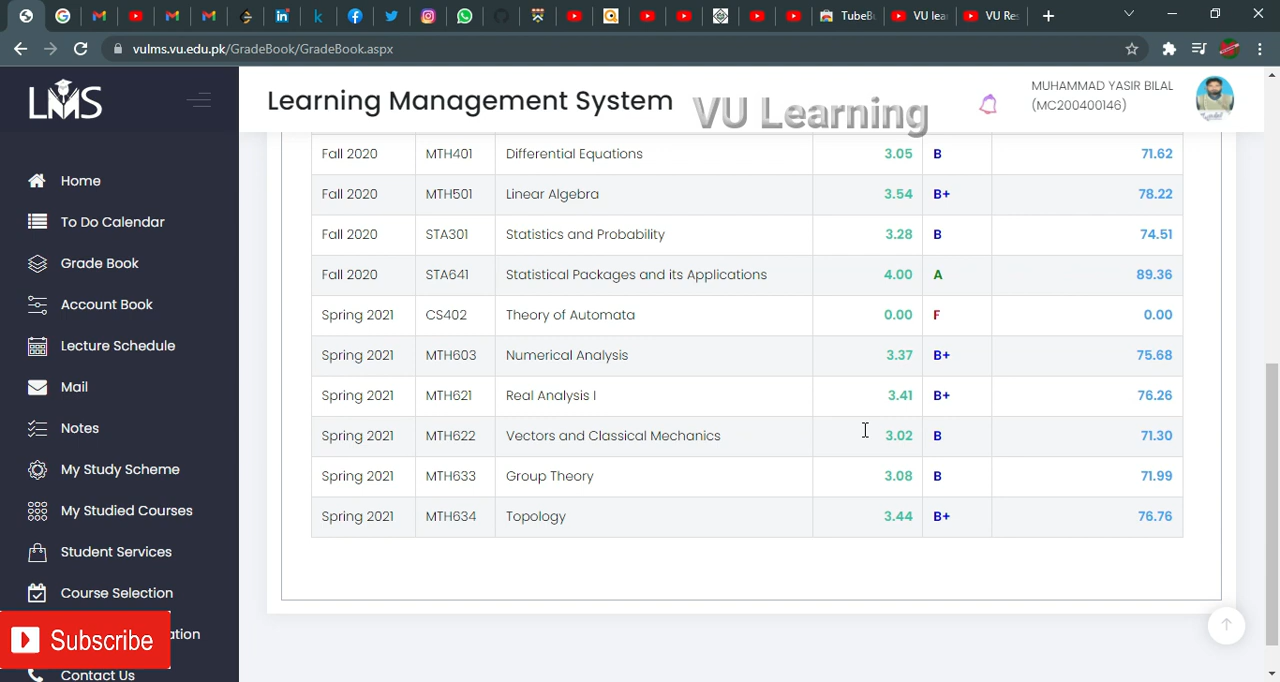 TubeB
VU lea
VU Res
vulms.vu.edu.pk/GradeBook/GradeBook.aspx
LMS
Learning Management System
VU Learning
MUHAMMAD YASIR BILAL
(MC200400146)
Home
To Do Calendar
Grade Book
Account Book
Lecture Schedule
Mail
Notes
My Study Scheme
My Studied Courses
Student Services
Course Selection
ation
Contact Us
Subscribe
Fall 2020 MTH401 Differential Equations 3.05 B 71.62
Fall 2020 MTH501 Linear Algebra 3.54 B+ 78.22
Fall 2020 STA301 Statistics and Probability 3.28 B 74.51
Fall 2020 STA641 Statistical Packages and its Applications 4.00 A 89.36
Spring 2021 CS402 Theory of Automata 0.00 F 0.00
Spring 2021 MTH603 Numerical Analysis 3.37 B+ 75.68
Spring 2021 MTH621 Real Analysis I 3.41 B+ 76.26
Spring 2021 MTH622 Vectors and Classical Mechanics 3.02 B 71.30
Spring 2021 MTH633 Group Theory 3.08 B 71.99
Spring 2021 MTH634 Topology 3.44 B+ 76.76